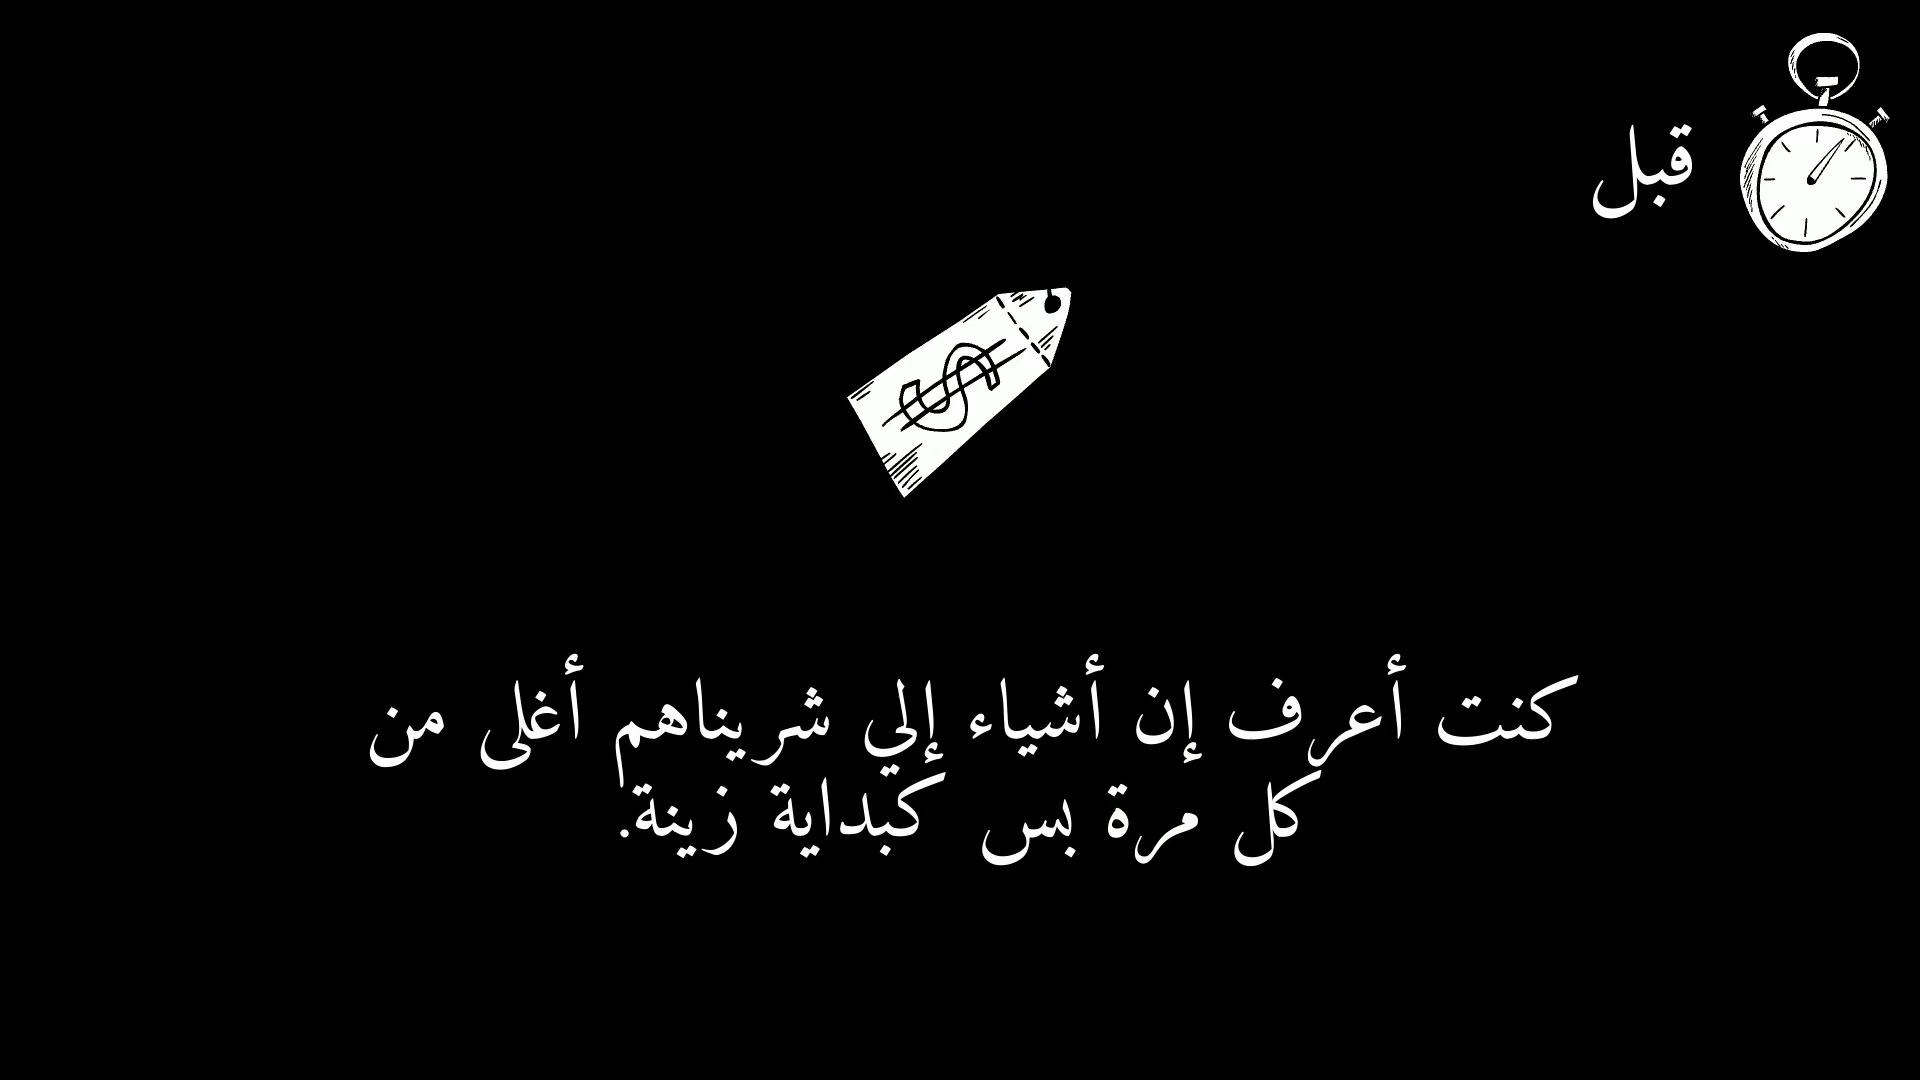 قبل
كنت أعرف إن أشياء إلي شريناهم أغلى من
كل مرة بس كبداية زينة.